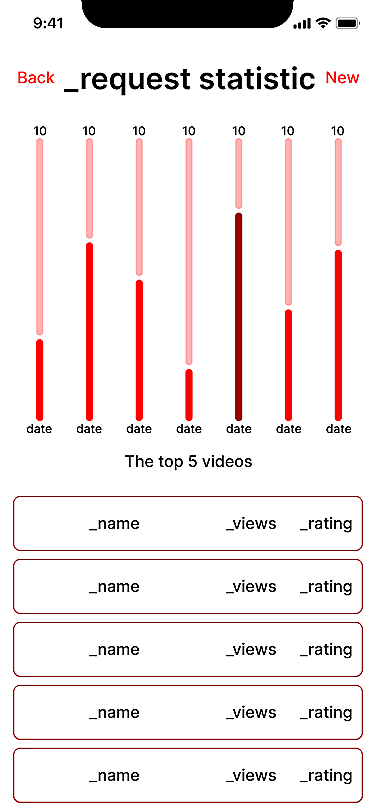 9:41
Back _request statistic New
10 10 10 10 10 10 10
date date date date date date date
The top 5 videos
_name _views _rating
_name _views _rating
_name _views _rating
_name _views _rating
_name _views _rating